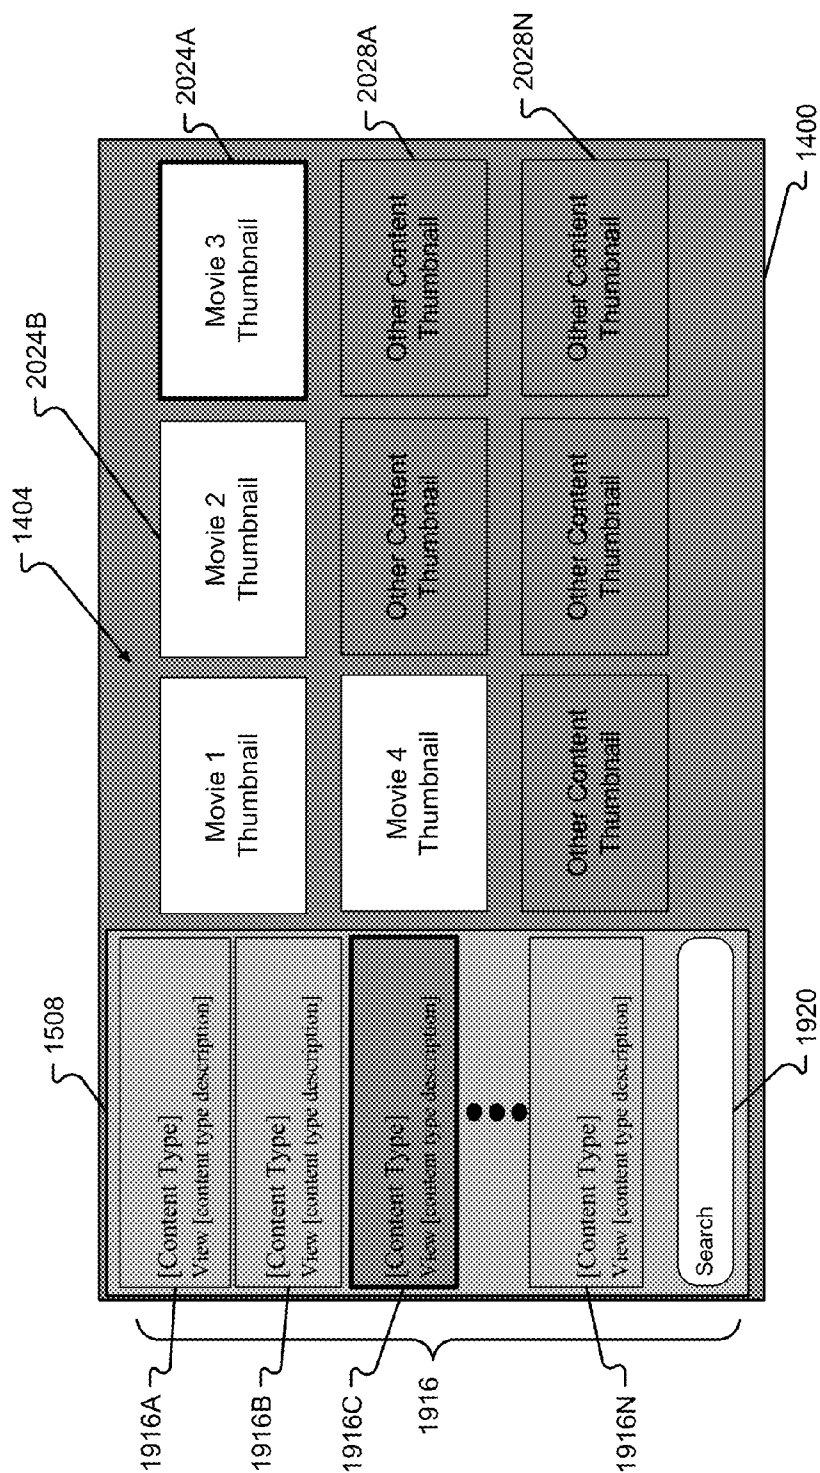 1508
1404
2024B
2024A
2028A
2028N
1916A
1916B
1916C
1916
1916N
[Content Type]
View [content type description]
[Content Type]
View [content type description]
[Content Type]
View [content type description]
[Content Type]
View [content type description]
Search
Movie 1
Thumbnail
Movie 2
Thumbnail
Movie 3
Thumbnail
Movie 4
Thumbnail
Other Content
Thumbnail
Other Content
Thumbnail
Other Content
Thumbnail
Other Content
Thumbnail
Other Content
Thumbnail
1920
1400